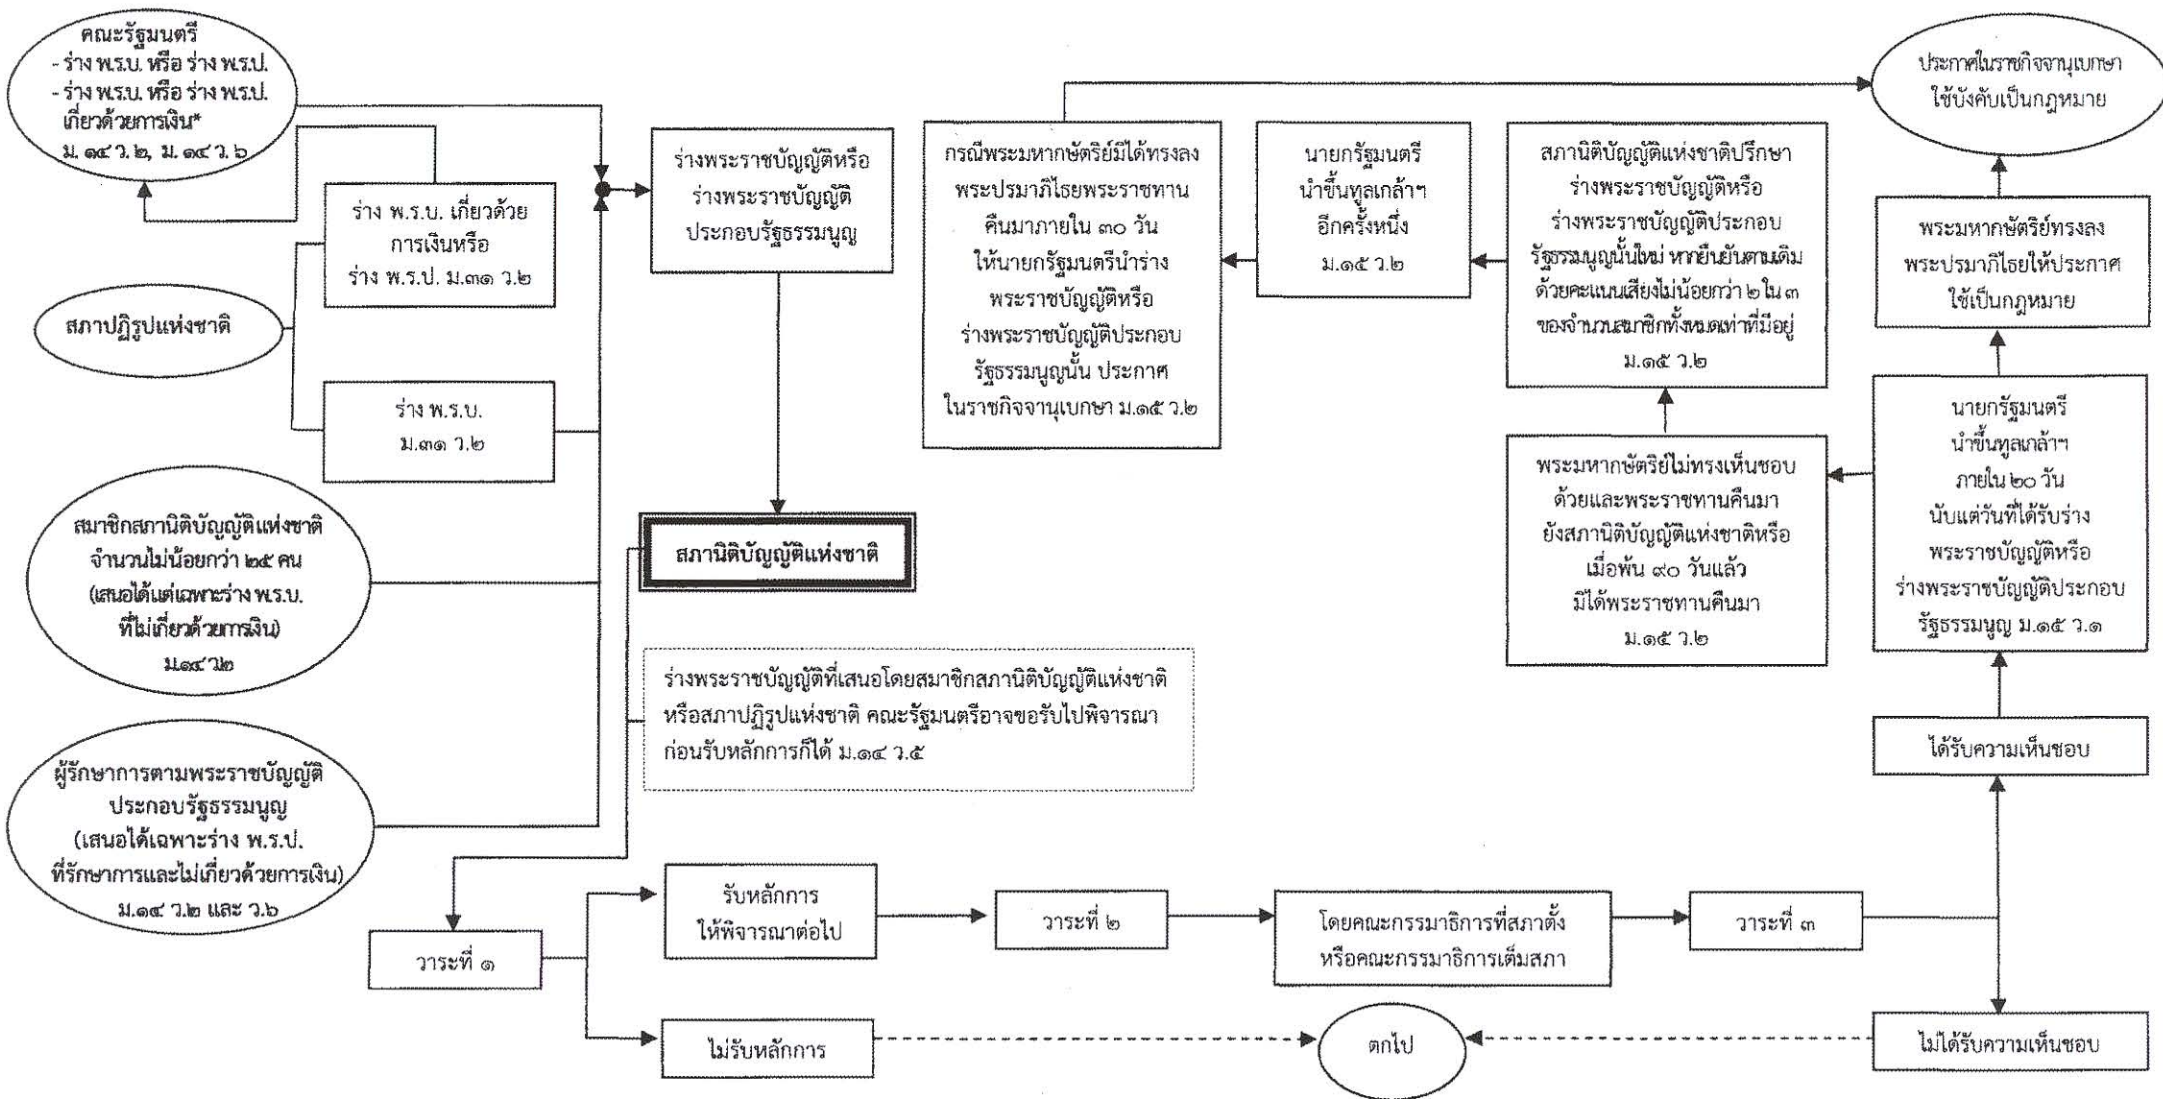 คณะรัฐมนตรี
- ร่าง พ.ร.บ. หรือ ร่าง พ.ร.ป.
- ร่าง พ.ร.บ. หรือ ร่าง พ.ร.ป.
เกี่ยวด้วยการเงิน*
ม. ๑๔ ว. ๒, ม. ๑๔ ว. ๖
ร่าง พ.ร.บ. เกี่ยวด้วย
การเงินหรือ
ร่าง พ.ร.ป. ม.๓๑ ว.๒
สภาปฏิรูปแห่งชาติ
ร่าง พ.ร.บ.
ม.๓๑ ว.๒
สมาชิกสภานิติบัญญัติแห่งชาติ
จำนวนไม่น้อยกว่า ๒๕ คน
(เสนอได้แต่เฉพาะร่าง พ.ร.บ.
ที่ไม่เกี่ยวด้วยการเงิน)
ม.๑๔ ว.๒
ผู้รักษาการตามพระราชบัญญัติ
ประกอบรัฐธรรมนูญ
(เสนอได้เฉพาะร่าง พ.ร.ป.
ที่รักษาการและไม่เกี่ยวด้วยการเงิน)
ม.๑๔ ว.๒ และ ว.๖
ร่างพระราชบัญญัติหรือ
ร่างพระราชบัญญัติ
ประกอบรัฐธรรมนูญ
สภานิติบัญญัติแห่งชาติ
ร่างพระราชบัญญัติที่เสนอโดยสมาชิกสภานิติบัญญัติแห่งชาติ
หรือสภาปฏิรูปแห่งชาติ คณะรัฐมนตรีอาจขอรับไปพิจารณา
ก่อนรับหลักการก็ได้ ม.๑๔ ว.๕
วาระที่ ๑
รับหลักการ
ให้พิจารณาต่อไป
ไม่รับหลักการ
วาระที่ ๒
โดยคณะกรรมาธิการที่สภาตั้ง
หรือคณะกรรมาธิการเต็มสภา
วาระที่ ๓
ตกไป
ได้รับความเห็นชอบ
ไม่ได้รับความเห็นชอบ
นายกรัฐมนตรี
นำขึ้นทูลเกล้าฯ
ภายใน ๒๐ วัน
นับแต่วันที่ได้รับร่าง
พระราชบัญญัติหรือ
ร่างพระราชบัญญัติประกอบ
รัฐธรรมนูญ ม.๑๕ ว.๑
พระมหากษัตริย์ทรงลง
พระปรมาภิไธยให้ประกาศ
ใช้เป็นกฎหมาย
ประกาศในราชกิจจานุเบกษา
ใช้บังคับเป็นกฎหมาย
พระมหากษัตริย์ไม่ทรงเห็นชอบ
ด้วยและพระราชทานคืนมา
ยังสภานิติบัญญัติแห่งชาติหรือ
เมื่อพ้น ๙๐ วันแล้ว
มิได้พระราชทานคืนมา
ม.๑๕ ว.๒
สภานิติบัญญัติแห่งชาติปรึกษา
ร่างพระราชบัญญัติหรือ
ร่างพระราชบัญญัติประกอบ
รัฐธรรมนูญนั้นใหม่ หากยืนยันตามเดิม
ด้วยคะแนนเสียงไม่น้อยกว่า ๒ ใน ๓
ของจำนวนสมาชิกทั้งหมดเท่าที่มีอยู่
ม.๑๕ ว.๒
นายกรัฐมนตรี
นำขึ้นทูลเกล้าฯ
อีกครั้งหนึ่ง
ม.๑๕ ว.๒
กรณีพระมหากษัตริย์มิได้ทรงลง
พระปรมาภิไธยพระราชทาน
คืนมาภายใน ๓๐ วัน
ให้นายกรัฐมนตรีนำร่าง
พระราชบัญญัติหรือ
ร่างพระราชบัญญัติประกอบ
รัฐธรรมนูญนั้น ประกาศ
ในราชกิจจานุเบกษา ม.๑๕ ว.๒